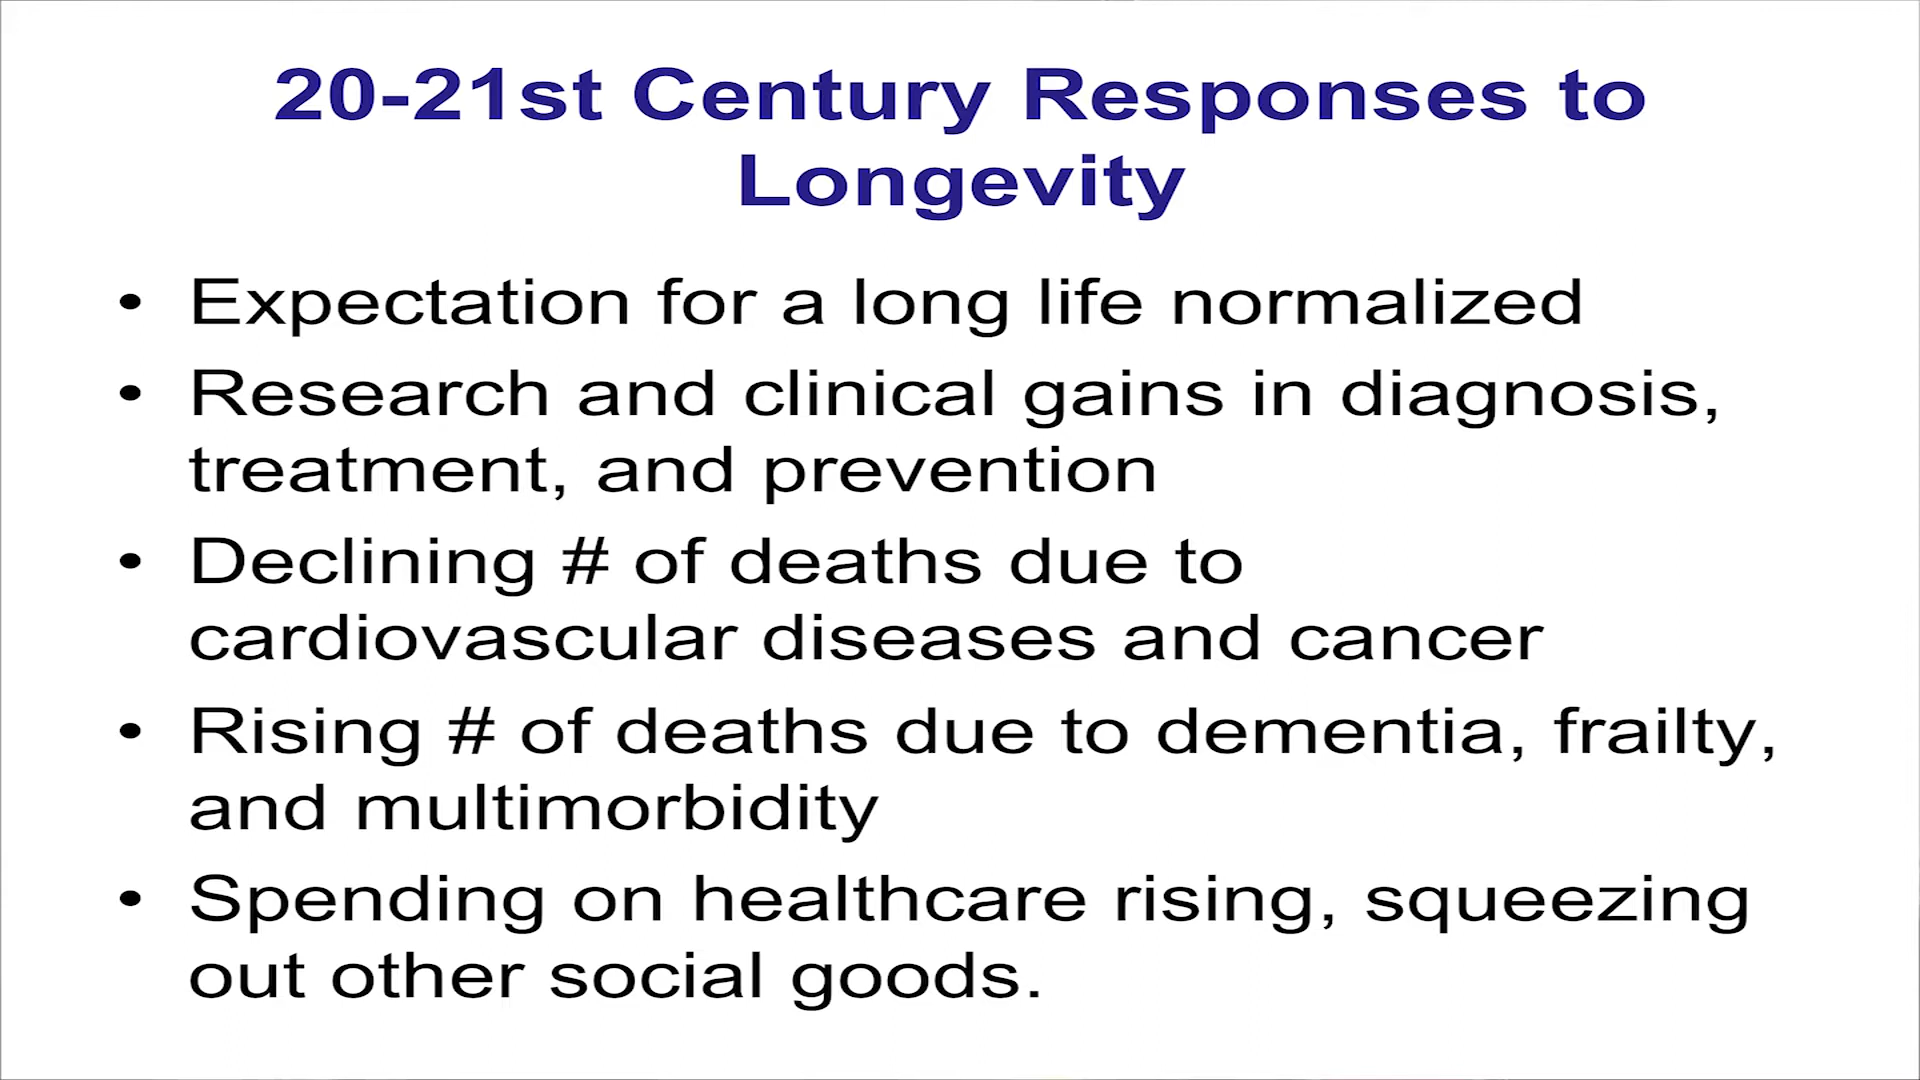 20-21st Century Responses to
Longevity
• Expectation for a long life normalized
• Research and clinical gains in diagnosis,
treatment, and prevention
• Declining # of deaths due to
cardiovascular diseases and cancer
• Rising # of deaths due to dementia, frailty,
and multimorbidity
• Spending on healthcare rising, squeezing
out other social goods.